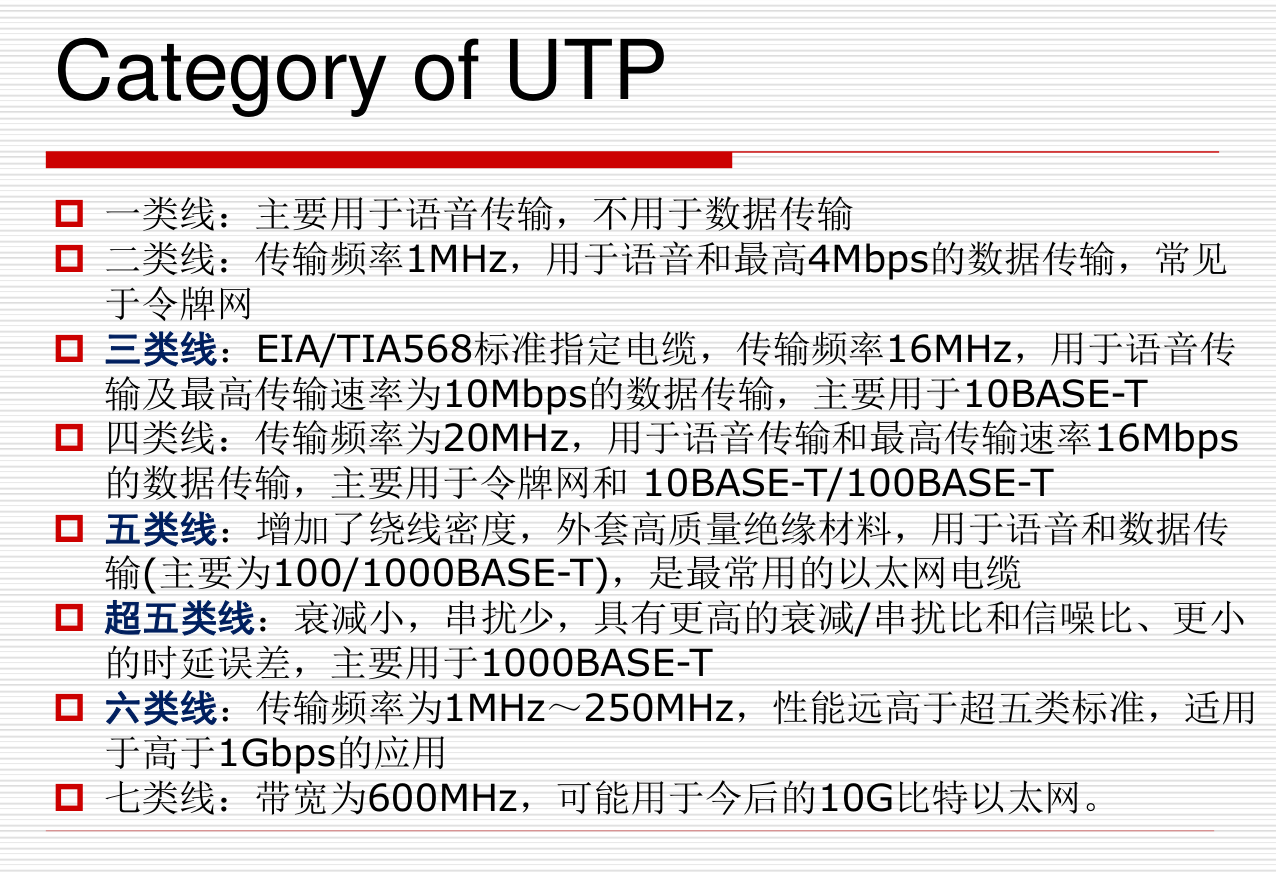 Category of UTP
一类线：主要用于语音传输，不用于数据传输
二类线：传输频率1MHz，用于语音和最高4Mbps的数据传输，常见
于令牌网
三类线：EIA/TIA568标准指定电缆，传输频率16MHz，用于语音传
输及最高传输速率为10Mbps的数据传输，主要用于10BASE-T
四类线：传输频率为20MHz，用于语音传输和最高传输速率16Mbps
的数据传输，主要用于令牌网和 10BASE-T/100BASE-T
五类线：增加了绕线密度，外套高质量绝缘材料，用于语音和数据传
输(主要为100/1000BASE-T)，是最常用的以太网电缆
超五类线：衰减小，串扰少，具有更高的衰减/串扰比和信噪比、更小
的时延误差，主要用于1000BASE-T
六类线：传输频率为1MHz～250MHz，性能远高于超五类标准，适用
于高于1Gbps的应用
七类线：带宽为600MHz，可能用于今后的10G比特以太网。